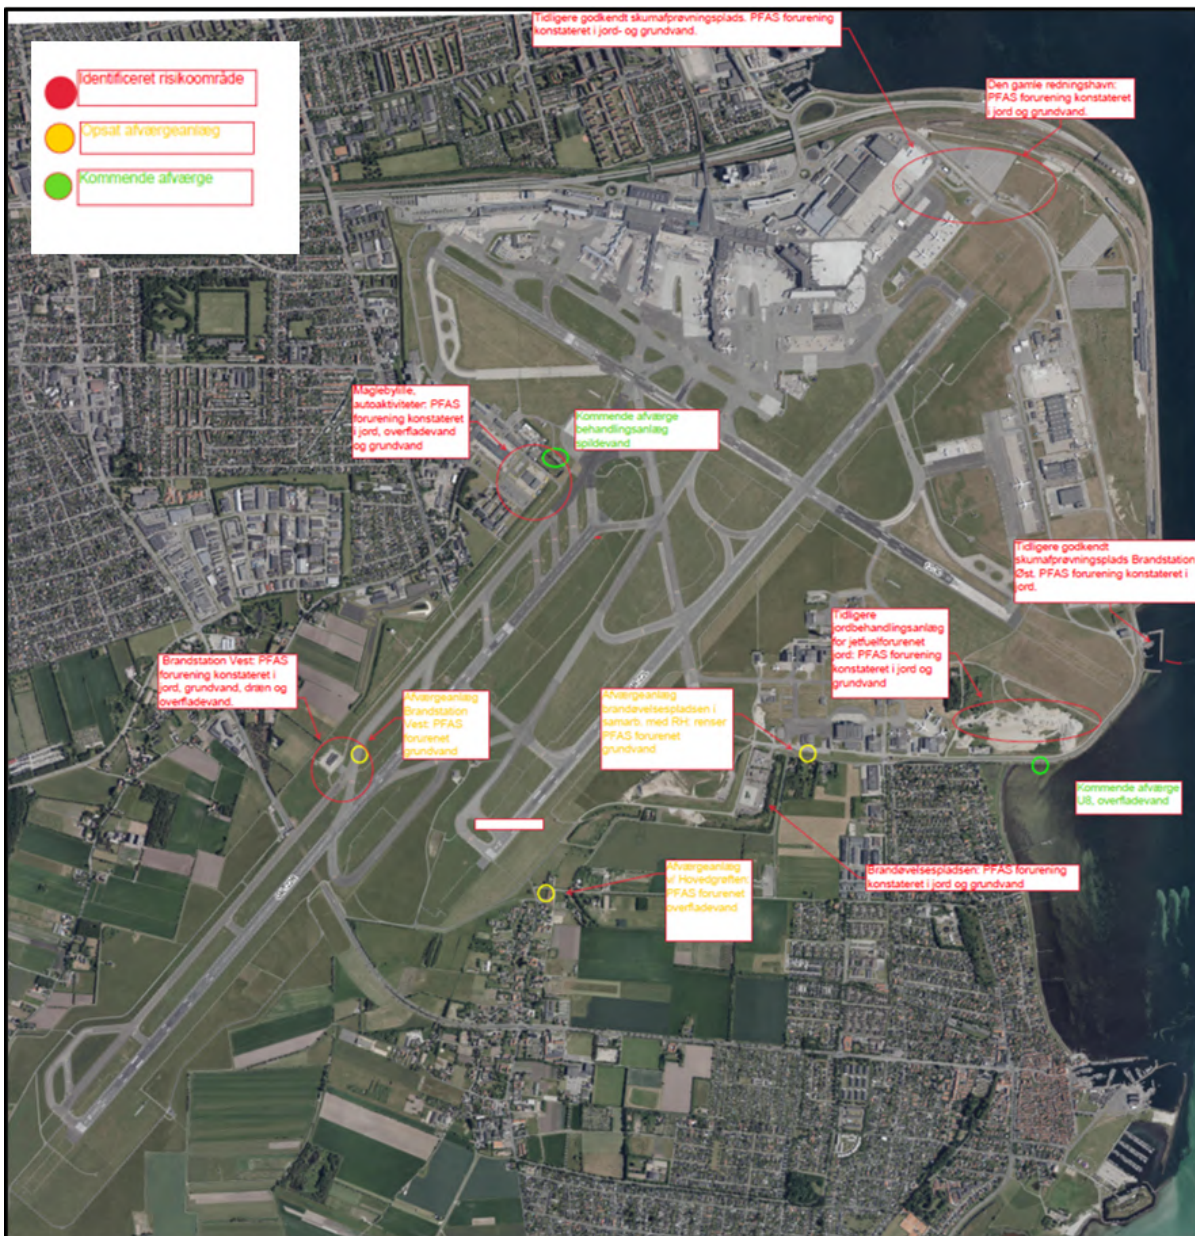 Tidligere godkendt skumafprøvningsplads. PFAS forurening
konstateret i jord- og grundvand.
Identificeret risikoområde
Opsat afværgeanlæg
Kommende afværge
Den gamle redningshavn:
PFAS forurening konstateret
i jord og grundvand.
Maglebylille,
autoaktiviteter: PFAS
forurening konstateret
i jord, overfladevand
og grundvand
Kommende afværge
behandlingsanlæg
spildevand
Tidligere godkendt
skumafprøvningsplads Brandstation
Øst. PFAS forurening konstateret i
jord.
Tidligere
jordbehandlingsanlæg
for jetfuelforurenet
jord: PFAS forurening
konstateret i jord og
grundvand
Brandstation Vest: PFAS
forurening konstateret i
jord, grundvand, dræn og
overfladevand.
Afværgeanlæg
Brandstation
Vest: PFAS
forurenet
grundvand
Afværgeanlæg
brandøvelsespladsen i
samarb. med RH: renser
PFAS forurenet
grundvand
Kommende afværge
U8, overfladevand
Afværgeanlæg
v/ Hovedgrøften:
PFAS forurenet
overfladevand
Brandøvelsespladsen: PFAS forurening
konstateret i jord og grundvand